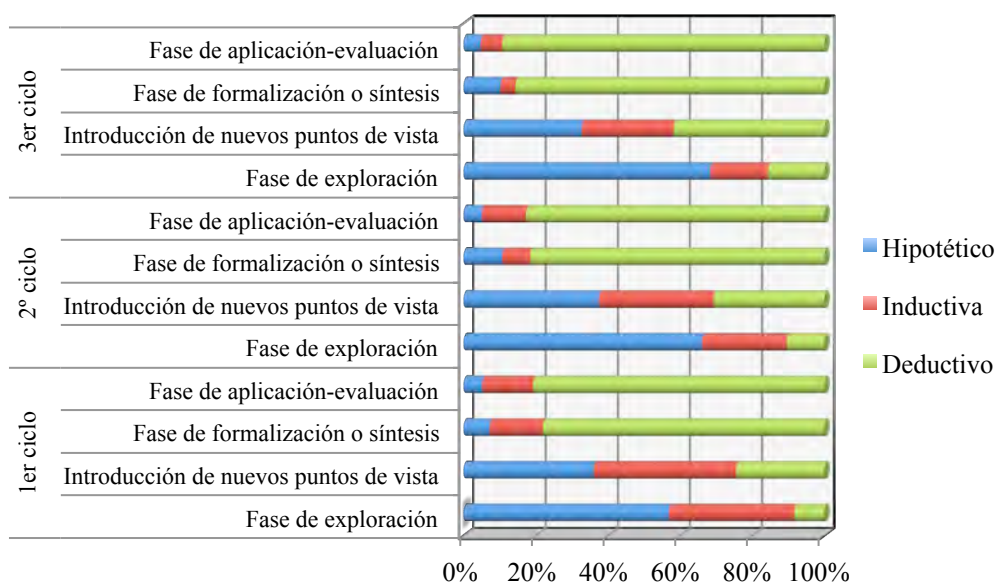 3er ciclo
Fase de aplicación-evaluación
Fase de formalización o síntesis
Introducción de nuevos puntos de vista
Fase de exploración
2º ciclo
Fase de aplicación-evaluación
Fase de formalización o síntesis
Introducción de nuevos puntos de vista
Fase de exploración
1er ciclo
Fase de aplicación-evaluación
Fase de formalización o síntesis
Introducción de nuevos puntos de vista
Fase de exploración
0% 20% 40% 60% 80% 100%
Hipotético
Inductiva
Deductivo